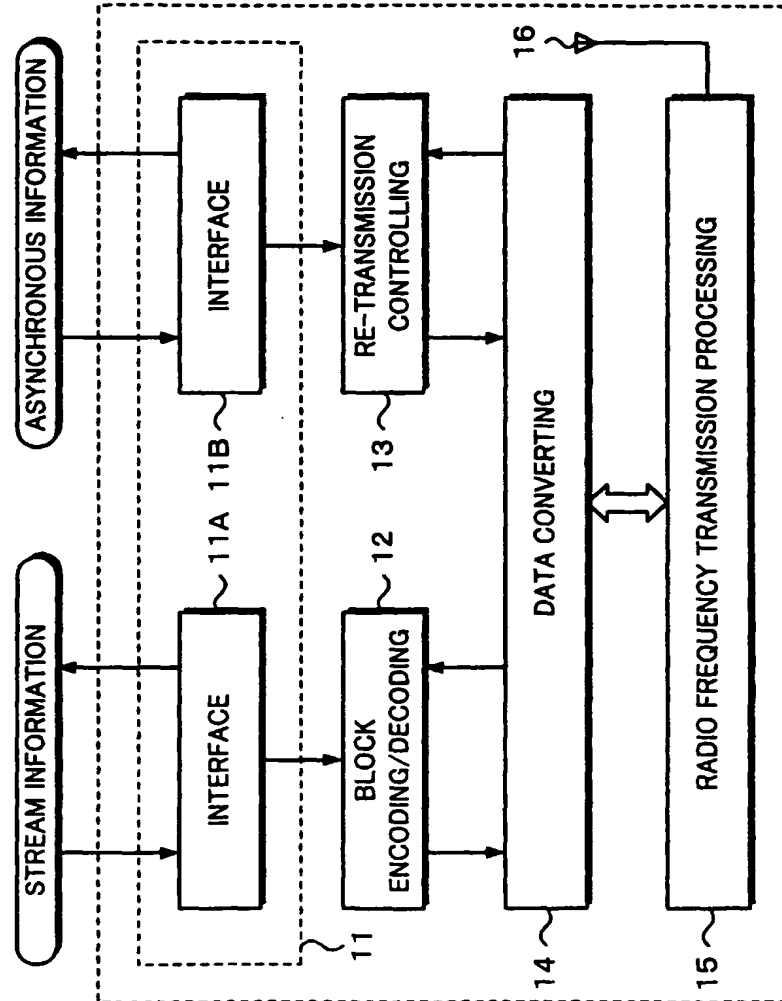 STREAM INFORMATION
ASYNCHRONOUS INFORMATION
INTERFACE
11A
11B
INTERFACE
11
BLOCK
ENCODING/DECODING
12
13
RE-TRANSMISSION
CONTROLLING
14
DATA CONVERTING
16
15
RADIO FREQUENCY TRANSMISSION PROCESSING